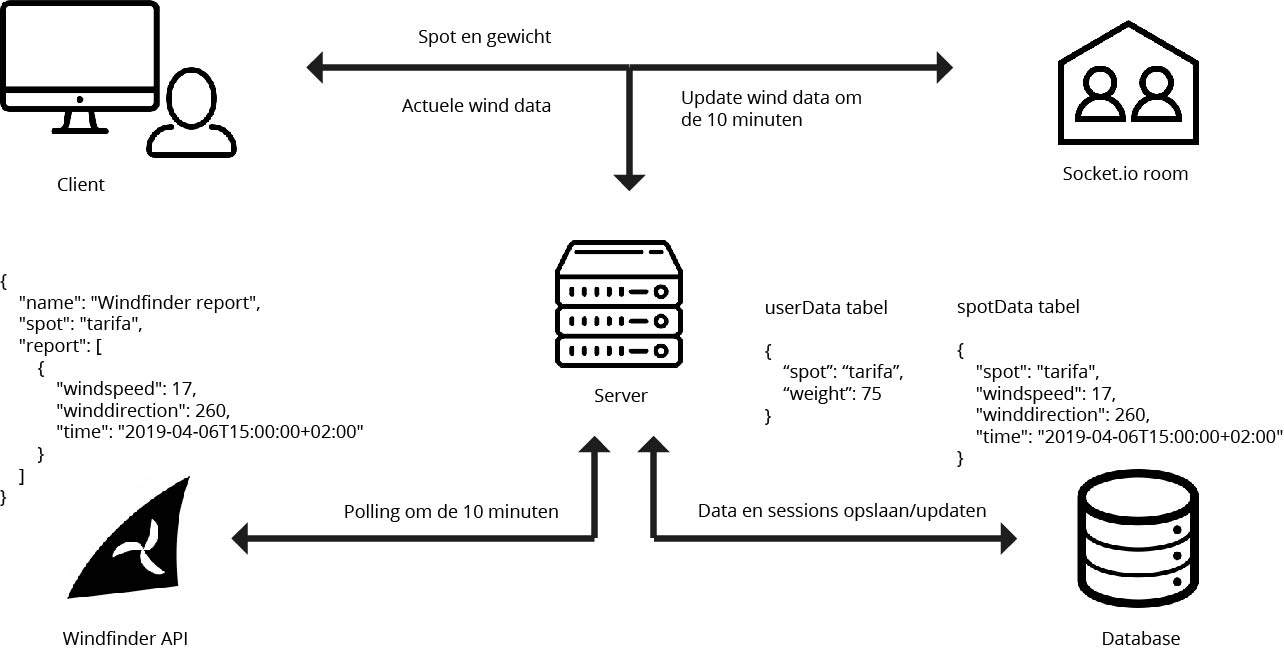 Spot en gewicht
Actuele wind data
Update wind data om
de 10 minuten
Client
Socket.io room
{
"name": "Windfinder report",
"spot": "tarifa",
"report": [
{
"windspeed": 17,
"winddirection": 260,
"time": "2019-04-06T15:00:00+02:00"
}
]
}
Server
userData tabel
{
“spot”: “tarifa”,
“weight”: 75
}
spotData tabel
{
"spot": "tarifa",
"windspeed": 17,
"winddirection": 260,
"time": "2019-04-06T15:00:00+02:00"
}
Polling om de 10 minuten
Data en sessions opslaan/updaten
Windfinder API
Database